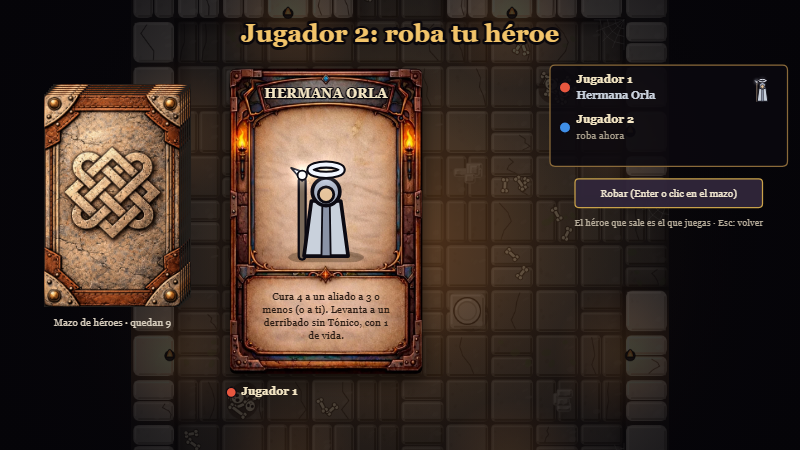 Jugador 2: roba tu héroe
HERMANA ORLA
Cura 4 a un aliado a 3 o
menos (o a ti). Levanta a un
derribado sin Tónico, con 1
de vida.
Jugador 1
Mazo de héroes · quedan 9
Jugador 1
Hermana Orla
Jugador 2
roba ahora
Robar (Enter o clic en el mazo)
El héroe que sale es el que juegas · Esc: volver